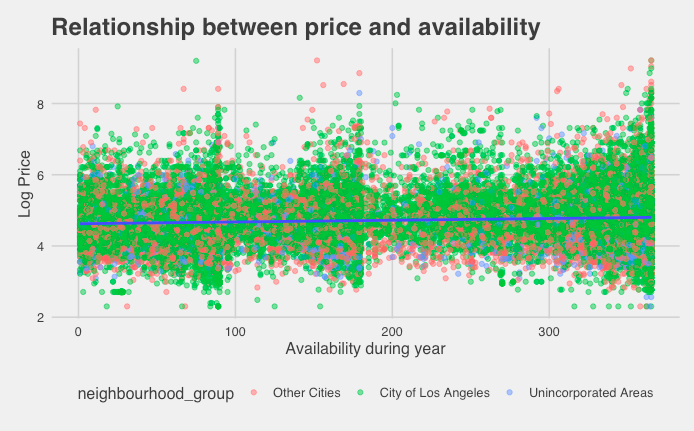 Relationship between price and availability
Log Price
8
6
4
2
0 100 200 300
Availability during year
neighbourhood_group Other Cities City of Los Angeles Unincorporated Areas